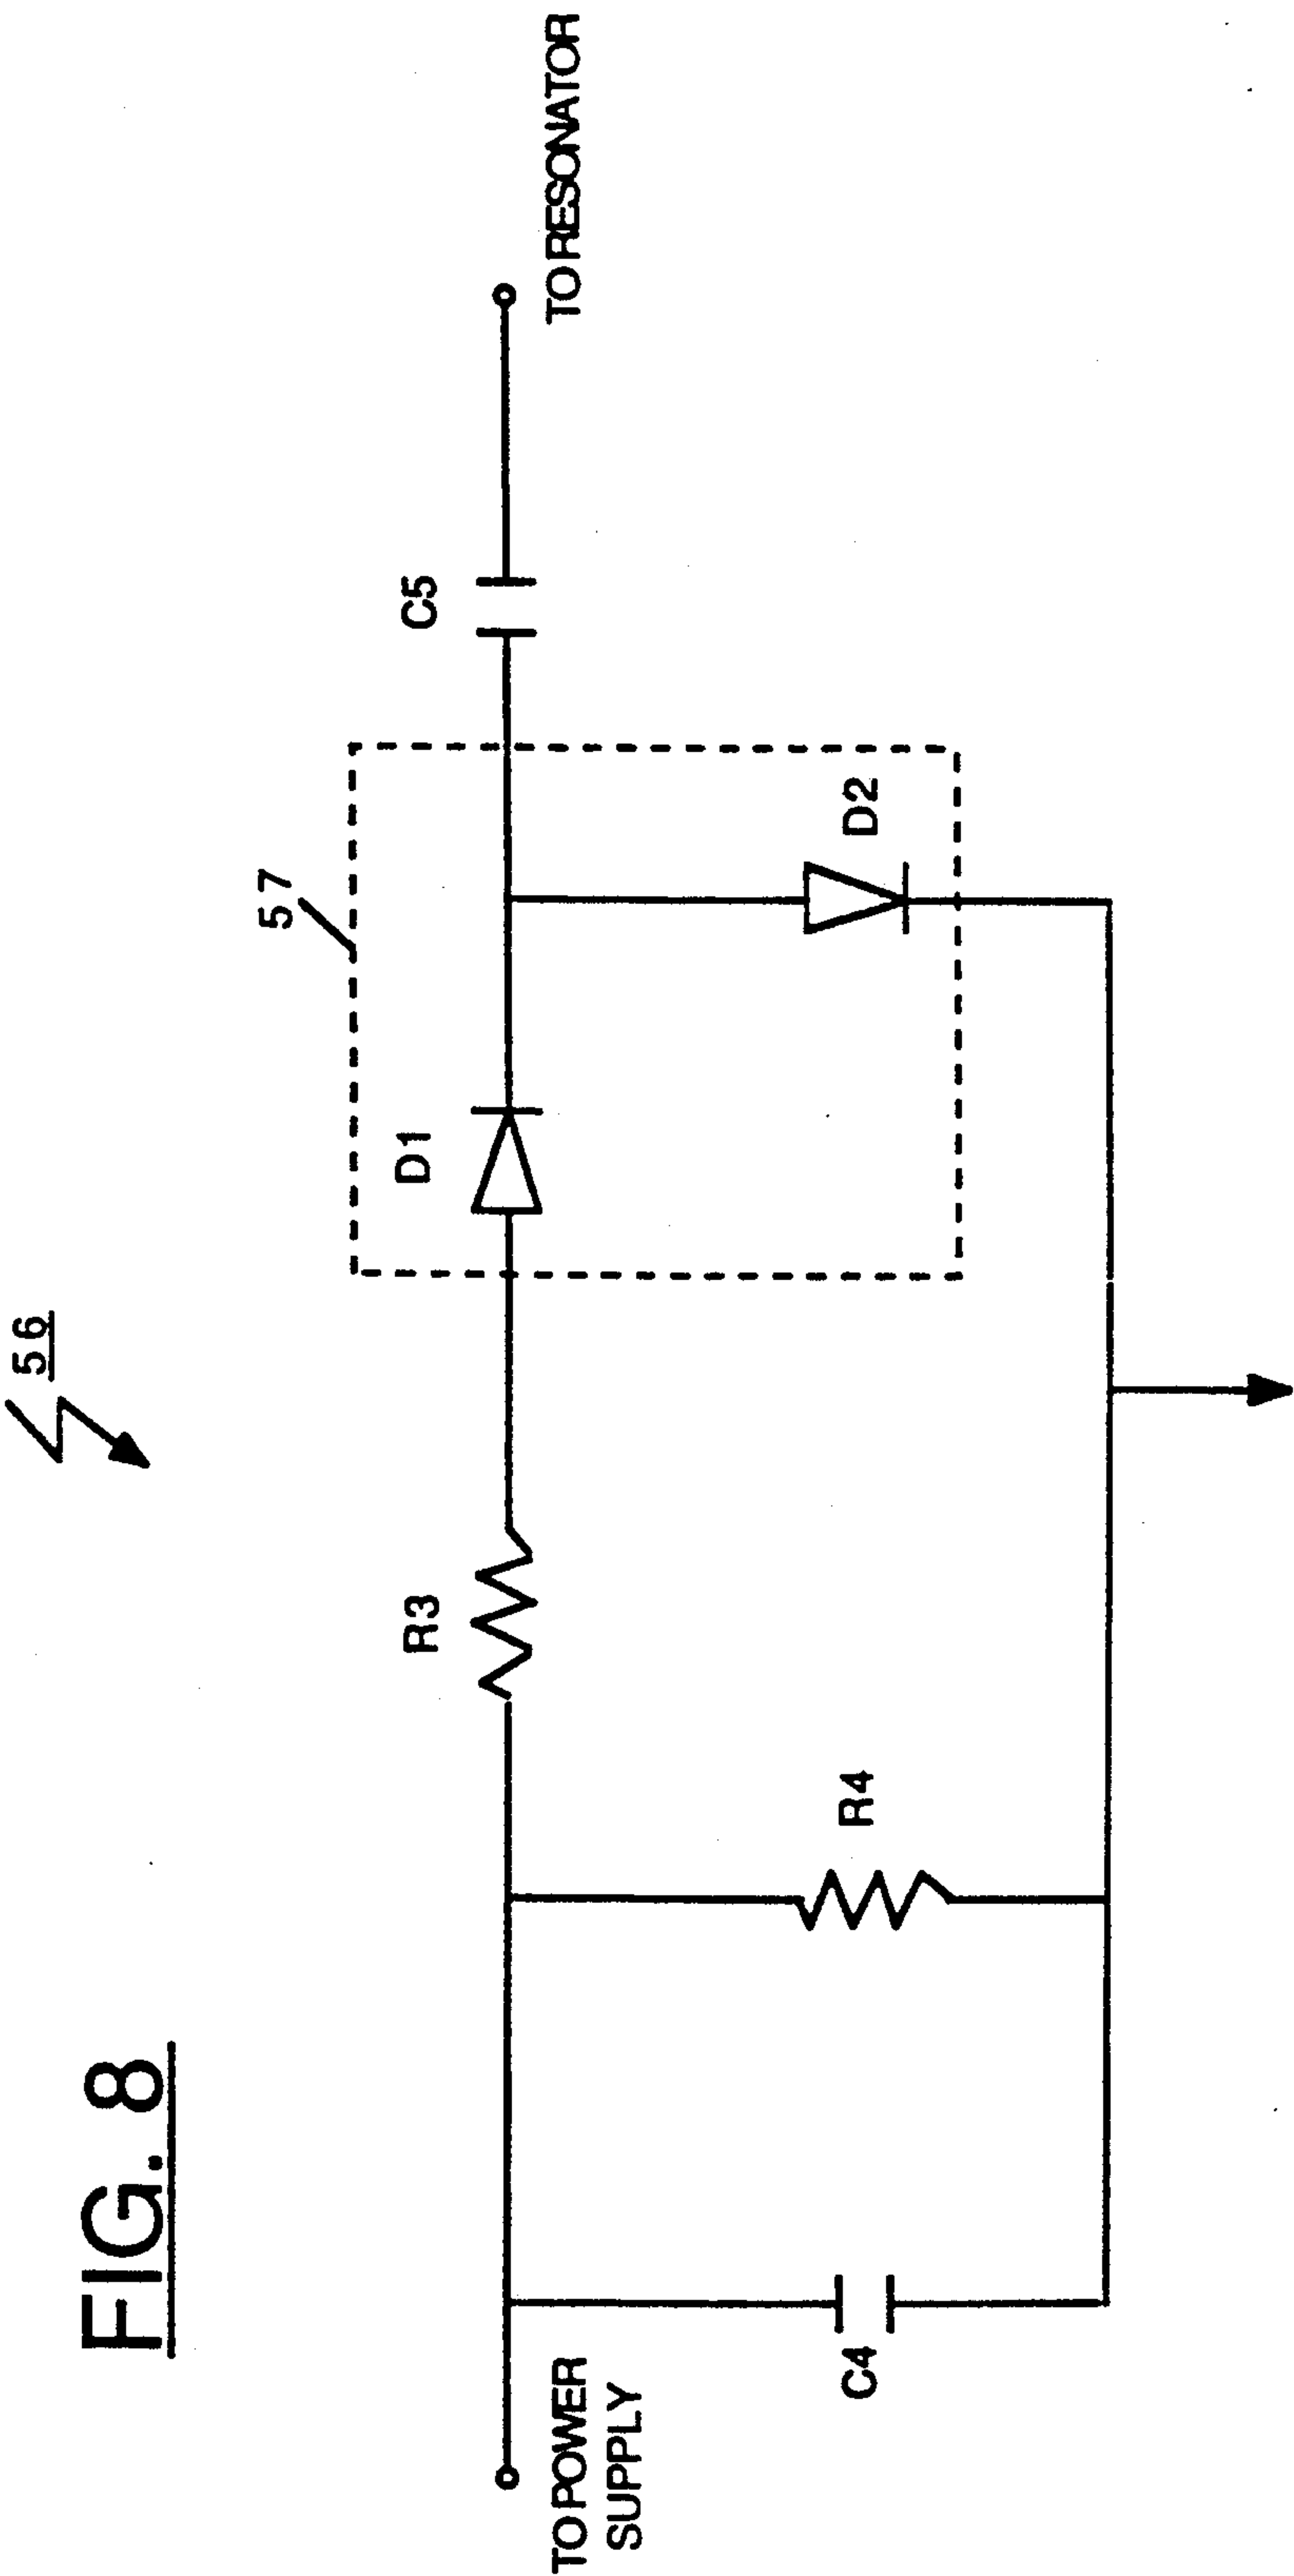 FIG. 8
56
57
TO POWER
SUPPLY
C4
R4
R3
D1
D2
C5
TO RESONATOR